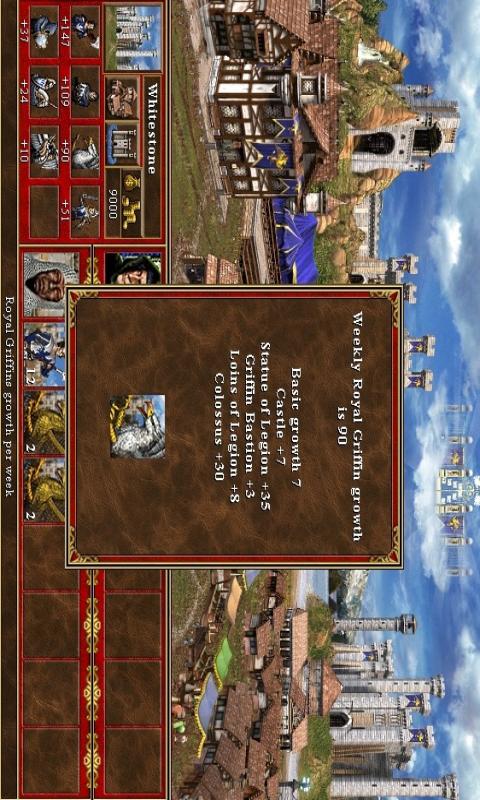 Weekly Royal Griffin growth
is 90
Basic growth 7
Castle +7
Statue of Legion +35
Griffin Bastion +3
Loins of Legion +8
Colossus +30
Whitestone
9000
+147
+109
+90
+51
+37
+24
+10
12
2
2
Royal Griffins growth per week